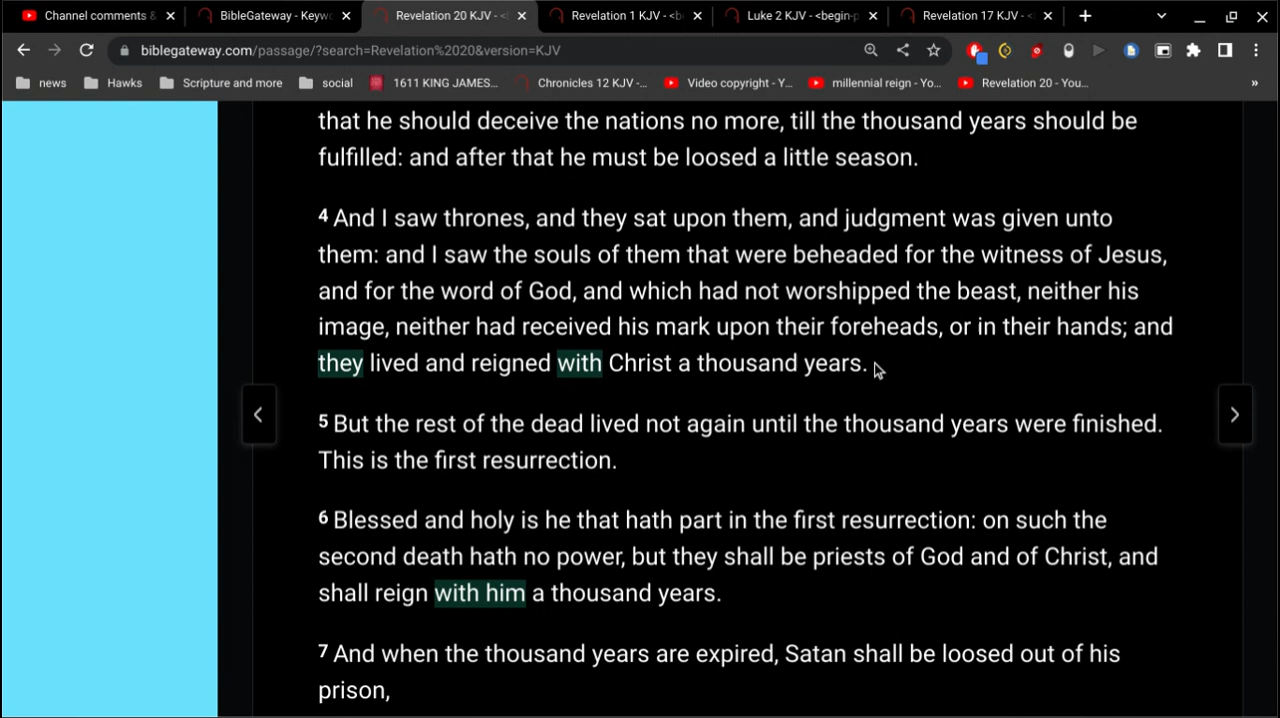 Channel comments &
BibleGateway - Keyw
Revelation 20 KJV - <l
Revelation 1 KJV - <b
Luke 2 KJV - <begin-p
Revelation 17 KJV - <
biblegateway.com/passage/?search=Revelation%2020&version=KJV
news
Hawks
Scripture and more
social
1611 KING JAMES...
Chronicles 12 KJV -...
Video copyright - Y...
millennial reign - Yo...
Revelation 20 - You...
»
that he should deceive the nations no more, till the thousand years should be
fulfilled: and after that he must be loosed a little season.
4 And I saw thrones, and they sat upon them, and judgment was given unto
them: and I saw the souls of them that were beheaded for the witness of Jesus,
and for the word of God, and which had not worshipped the beast, neither his
image, neither had received his mark upon their foreheads, or in their hands; and
they lived and reigned with Christ a thousand years.
5 But the rest of the dead lived not again until the thousand years were finished.
This is the first resurrection.
6 Blessed and holy is he that hath part in the first resurrection: on such the
second death hath no power, but they shall be priests of God and of Christ, and
shall reign with him a thousand years.
7 And when the thousand years are expired, Satan shall be loosed out of his
prison,